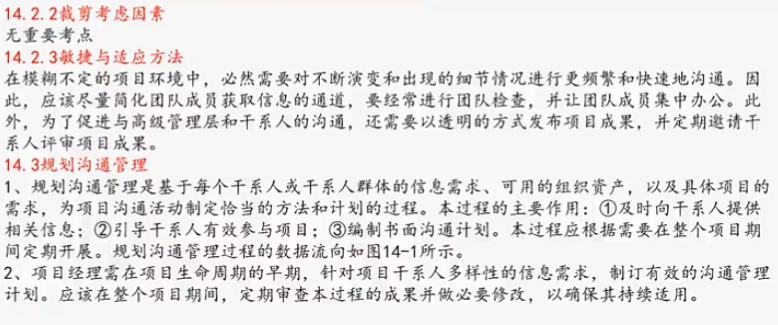 14.2.2裁剪考虑因素
无重要考点
14.2.3敏捷与适应方法
在模糊不定的项目环境中，必然需要对不断演变和出现的细节情况进行更频繁和快速地沟通。因
此，应该尽量简化团队成员获取信息的通道，要经常进行团队检查，并让团队成员集中办公。此
外，为了促进与高级管理层和干系人的沟通，还需要以透明的方式发布项目成果，并定期邀请干
系人评审项目成果。
14.3规划沟通管理
1、规划沟通管理是基于每个干系人或干系人群体的信息需求、可用的组织资产，以及具体项目的
需求，为项目沟通活动制定恰当的方法和计划的过程。本过程的主要作用：①及时向干系人提供
相关信息；②引导干系人有效参与项目；③编制书面沟通计划。本过程应根据需要在整个项目期
间定期开展。规划沟通管理过程的数据流向如图14-1所示。
2、项目经理需在项目生命周期的早期，针对项目干系人多样性的信息需求，制订有效的沟通管理
计划。应该在整个项目期间，定期审查本过程的成果并做必要修改，以确保其持续适用。